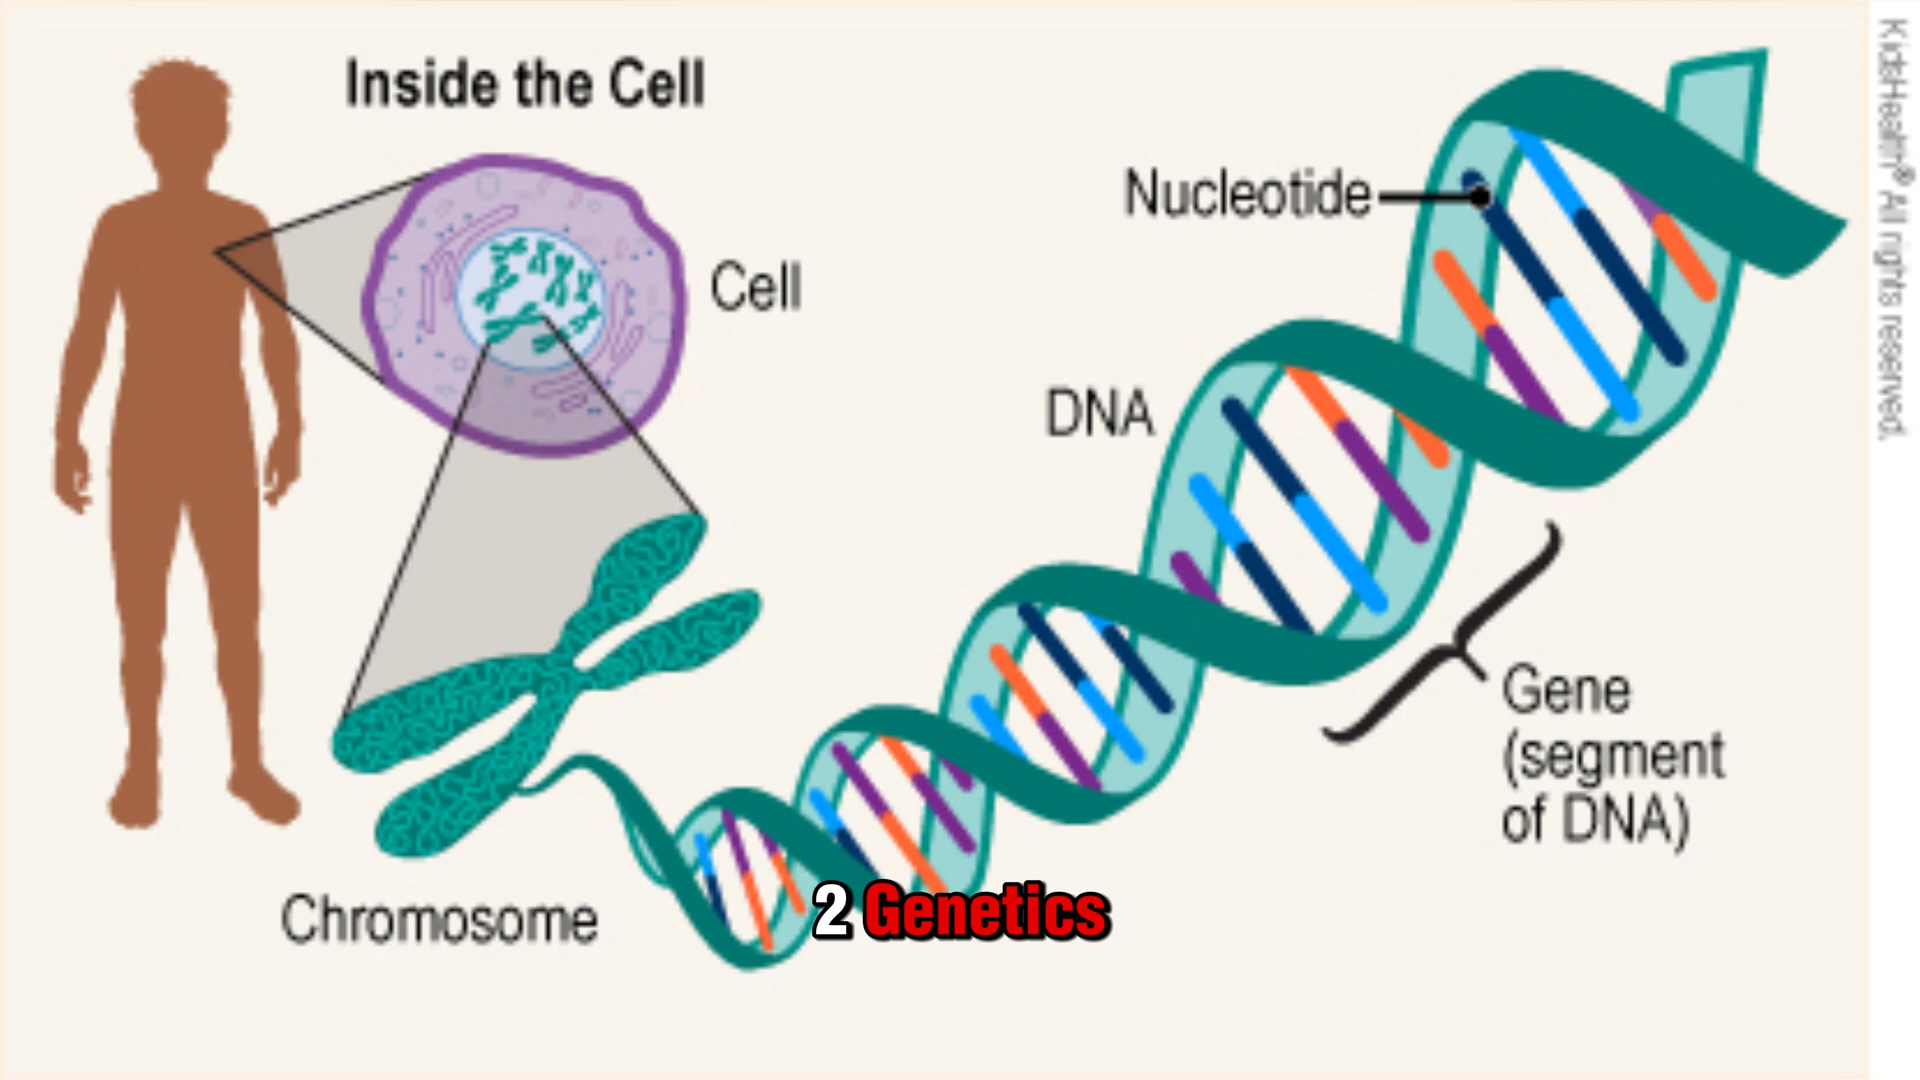 Inside the Cell
Cell
Nucleotide
DNA
Gene
(segment
of DNA)
Chromosome
2 Genetics
KidsHealth® All rights reserved.